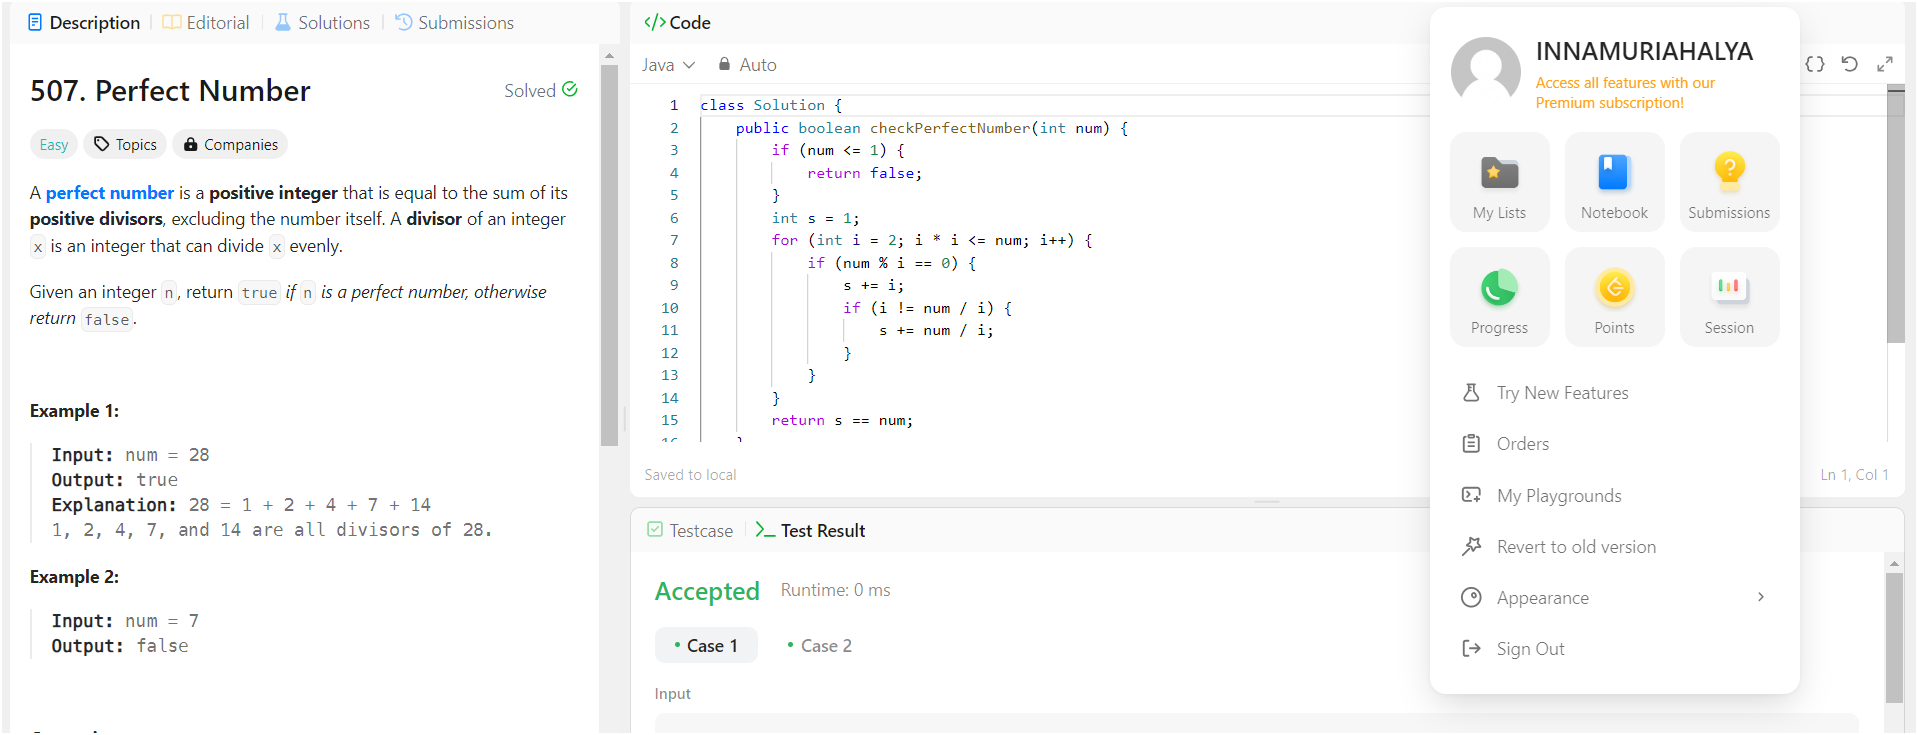 Description
Editorial
Solutions
Submissions
507. Perfect Number
Solved
Easy
Topics
Companies
A perfect number is a positive integer that is equal to the sum of its
positive divisors, excluding the number itself. A divisor of an integer
x is an integer that can divide x evenly.
Given an integer n, return true if n is a perfect number, otherwise
return false.
Example 1:
Input: num = 28
Output: true
Explanation: 28 = 1 + 2 + 4 + 7 + 14
1, 2, 4, 7, and 14 are all divisors of 28.
Example 2:
Input: num = 7
Output: false
</> Code
Java
Auto
1 class Solution {
2     public boolean checkPerfectNumber(int num) {
3         if (num <= 1) {
4             return false;
5         }
6         int s = 1;
7         for (int i = 2; i * i <= num; i++) {
8             if (num % i == 0) {
9                 s += i;
10                 if (i != num / i) {
11                     s += num / i;
12                 }
13             }
14         }
15         return s == num;
16     }
Saved to local
Ln 1, Col 1
Testcase
Test Result
Accepted
Runtime: 0 ms
Case 1
Case 2
Input
INNAMURIAHALYA
Access all features with our
Premium subscription!
My Lists
Notebook
Submissions
Progress
Points
Session
Try New Features
Orders
My Playgrounds
Revert to old version
Appearance
Sign Out